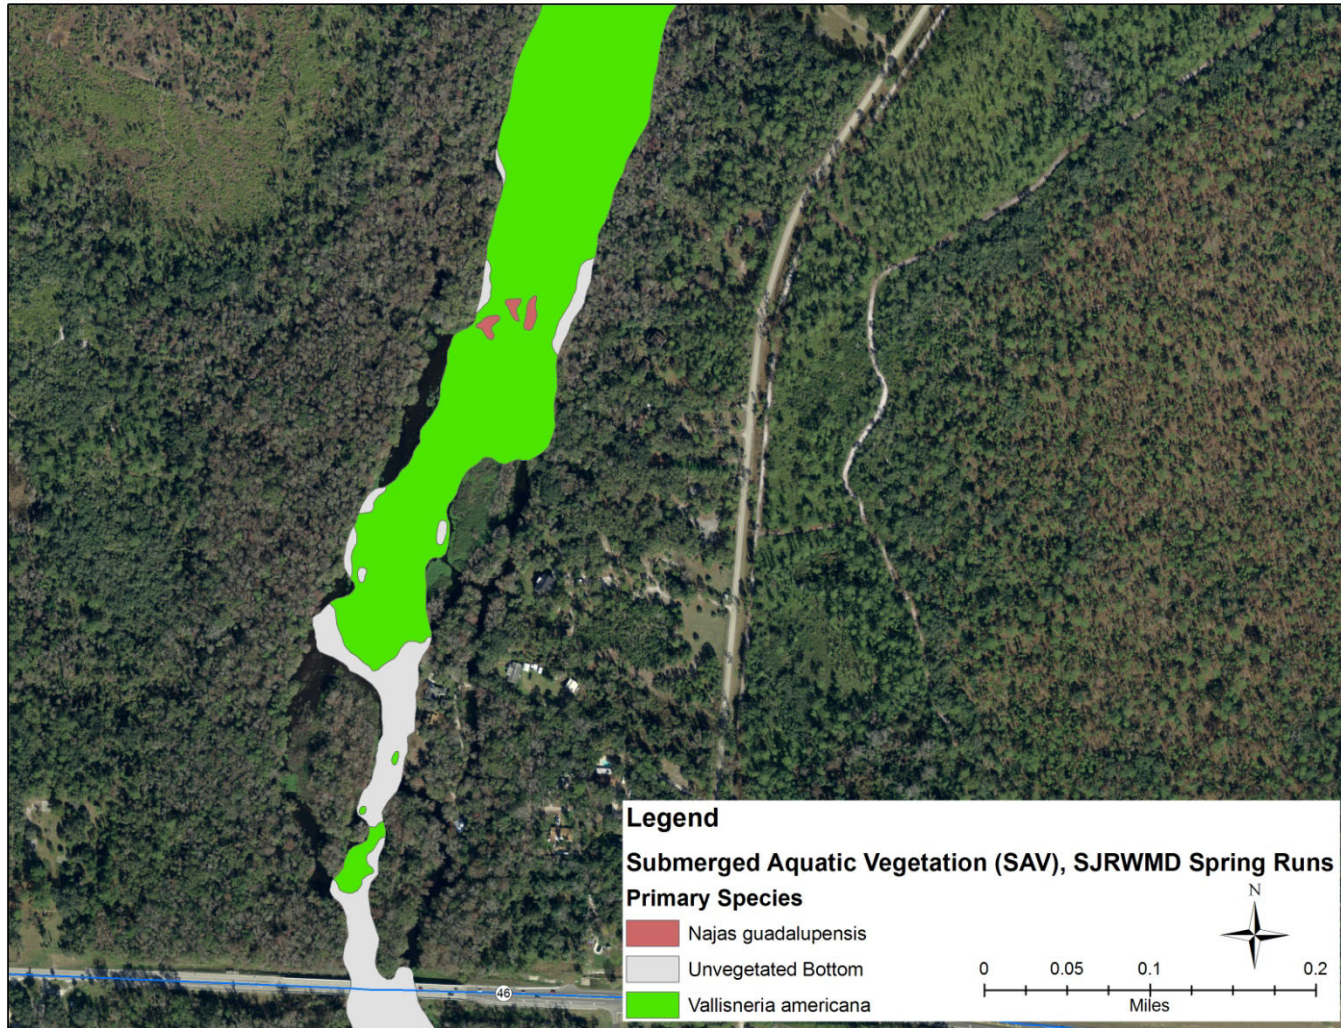 46
Legend
Submerged Aquatic Vegetation (SAV), SJRWMD Spring Runs
Primary Species
Najas guadalupensis
Unvegetated Bottom
Vallisneria americana
N
0 0.05 0.1 0.2
Miles